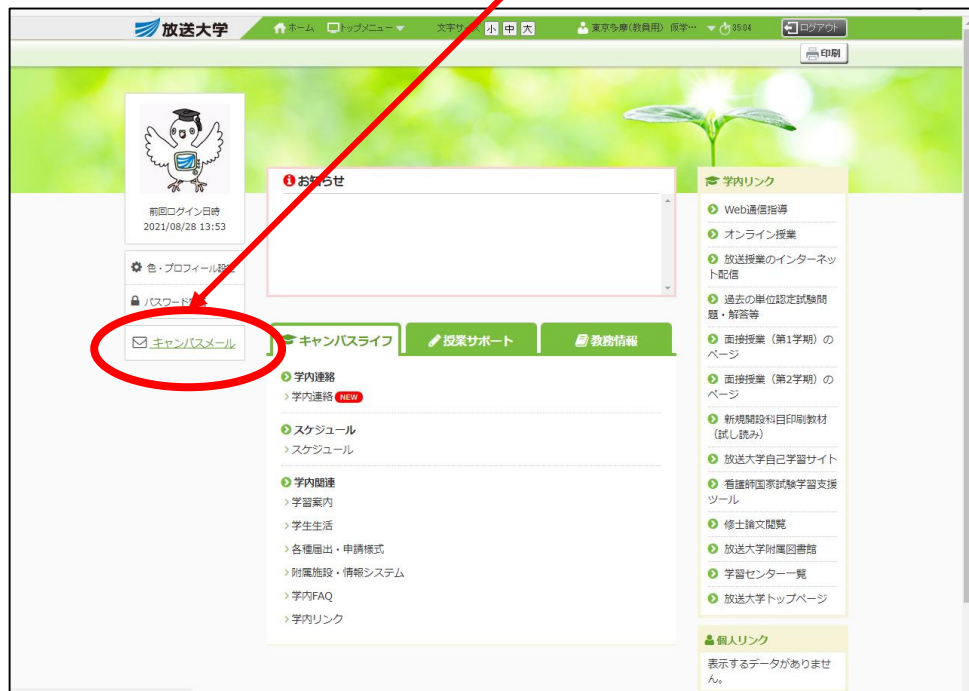 放送大学
ホーム トップメニュー 文字サイズ 小 中 大 東京多摩(教員用) 仮学… 85:04 ログアウト
印刷
前回ログイン日時
2021/08/28 13:53
色・プロフィール設定
パスワード
キャンパスメール
お知らせ
キャンパスライフ 授業サポート 教務情報
学内連絡
学内連絡 NEW
スケジュール
スケジュール
学内関連
学習案内
学生生活
各種届出・申請様式
附属施設・情報システム
学内FAQ
学内リンク
学内リンク
Web通信指導
オンライン授業
放送授業のインターネッ
ト配信
過去の単位認定試験問
題・解答等
面接授業（第1学期）の
ページ
面接授業（第2学期）の
ページ
新規開設科目印刷教材
（試し読み）
放送大学自己学習サイト
看護師国家試験学習支援
ツール
修士論文閲覧
放送大学附属図書館
学習センター一覧
放送大学トップページ
個人リンク
表示するデータがありませ
ん。